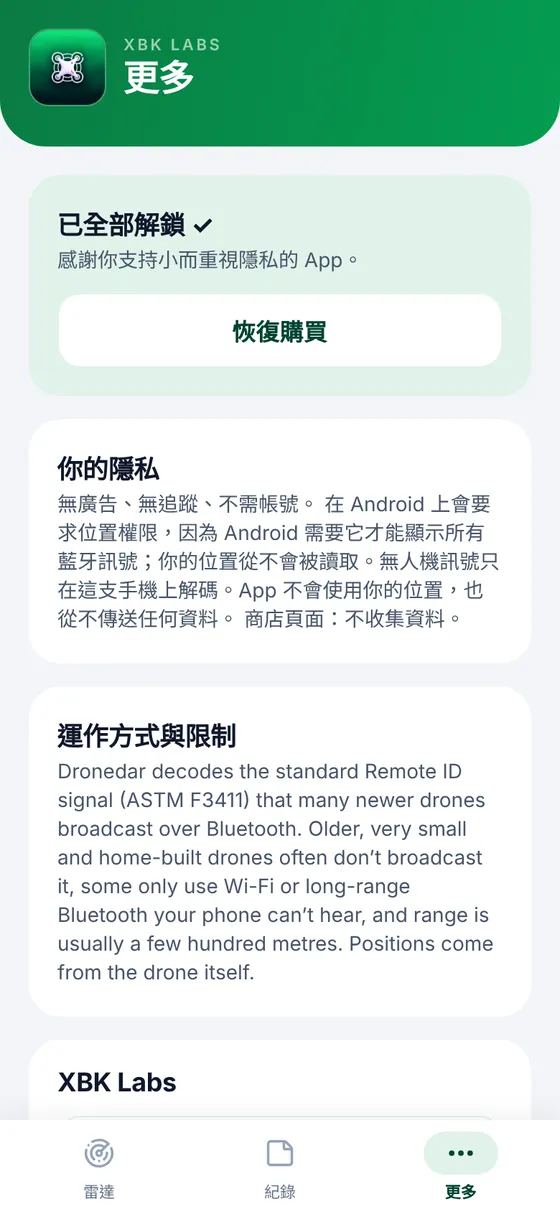 XBK LABS
更多
已全部解鎖 ✓
感謝你支持小而重視隱私的 App。
恢復購買
你的隱私
無廣告、無追蹤、不需帳號。 在 Android 上會要
求位置權限，因為 Android 需要它才能顯示所有
藍牙訊號；你的位置從不會被讀取。無人機訊號只
在這支手機上解碼。App 不會使用你的位置，也
從不傳送任何資料。 商店頁面：不收集資料。
運作方式與限制
Dronedar decodes the standard Remote ID
signal (ASTM F3411) that many newer drones
broadcast over Bluetooth. Older, very small
and home-built drones often don’t broadcast
it, some only use Wi-Fi or long-range
Bluetooth your phone can’t hear, and range is
usually a few hundred metres. Positions come
from the drone itself.
XBK Labs
雷達
紀錄
更多